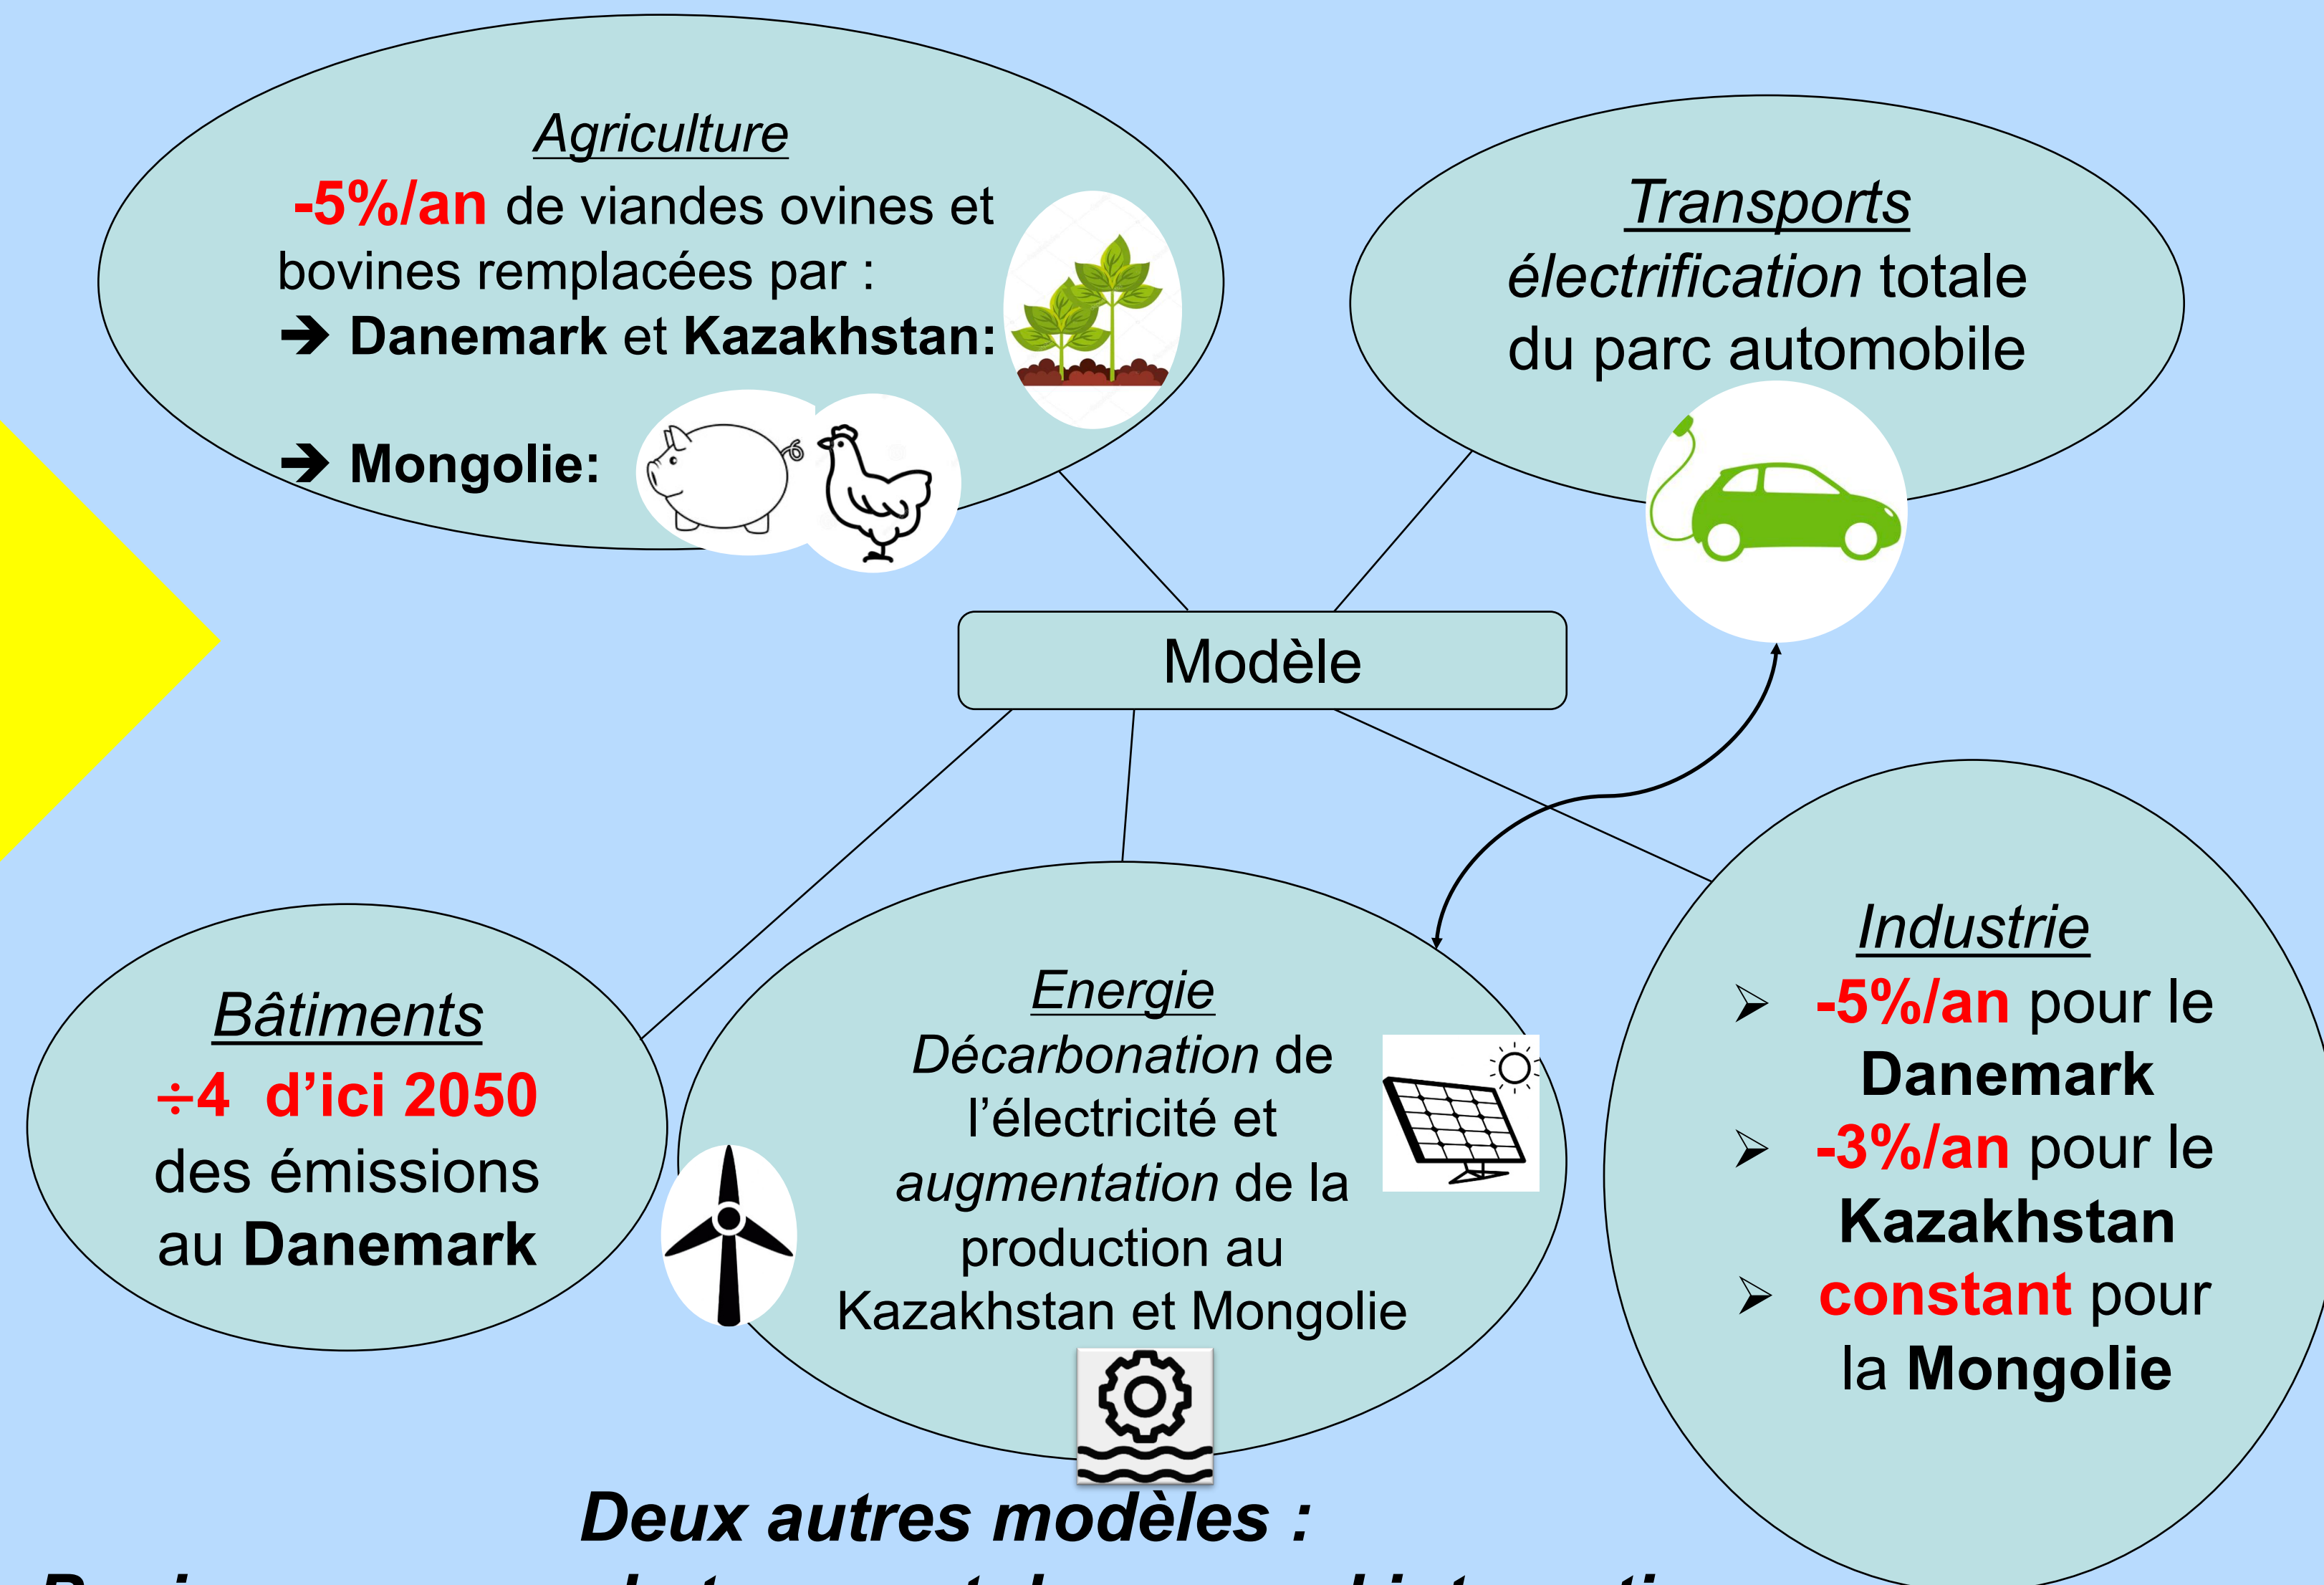 Agriculture
-5%/an de viandes ovines et
bovines remplacées par :
➔ Danemark et Kazakhstan:
➔ Mongolie:
Transports
électrification totale
du parc automobile
Modèle
Bâtiments
÷4 d’ici 2050
des émissions
au Danemark
Energie
Décarbonation de
l’électricité et
augmentation de la
production au
Kazakhstan et Mongolie
Industrie
➢ -5%/an pour le
Danemark
➢ -3%/an pour le
Kazakhstan
➢ constant pour
la Mongolie
Deux autres modèles :